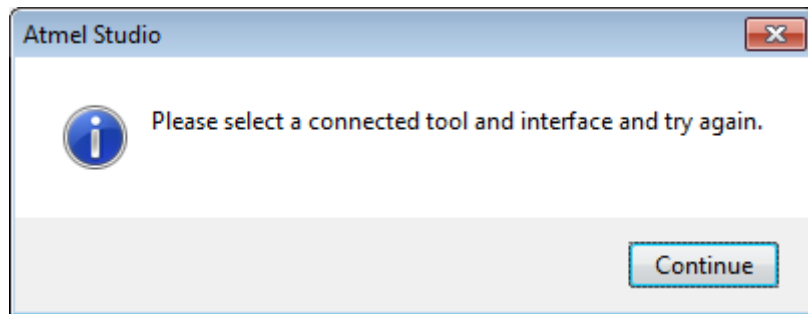 Atmel Studio
Please select a connected tool and interface and try again.
Continue